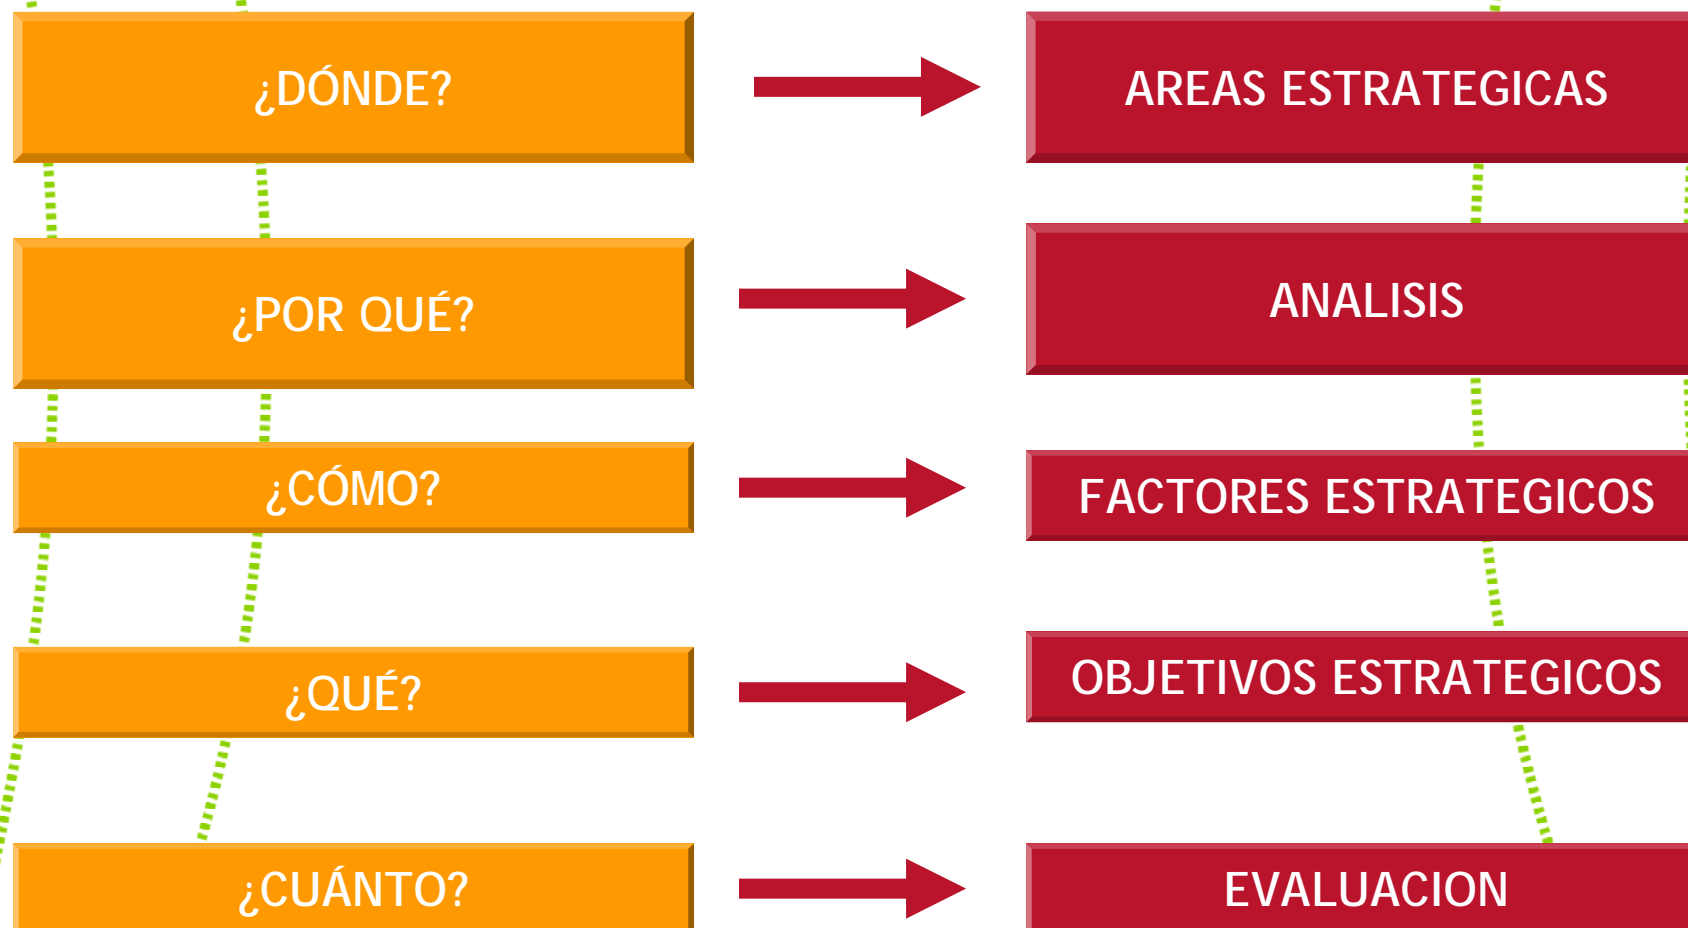 ¿DÓNDE?
AREAS ESTRATEGICAS
¿POR QUÉ?
ANALISIS
¿CÓMO?
FACTORES ESTRATEGICOS
¿QUÉ?
OBJETIVOS ESTRATEGICOS
¿CUÁNTO?
EVALUACION